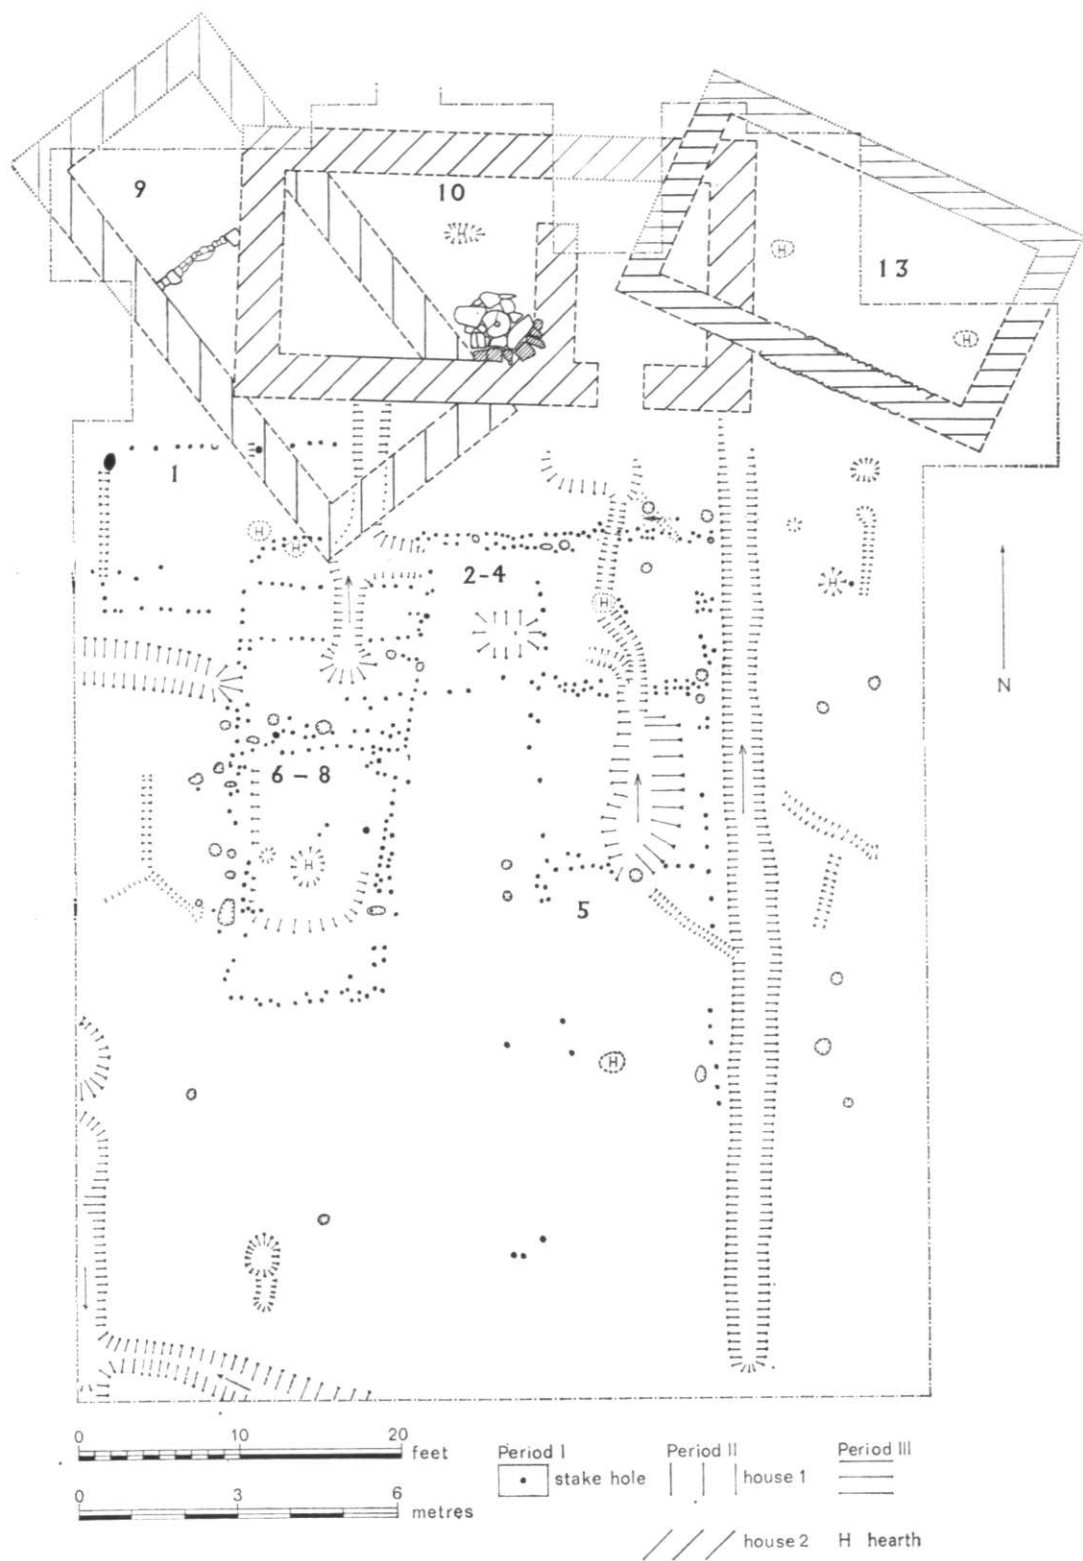 9
10
H
H
13
H
1
H
H
2-4
H
H
N
6 – 8
H
5
H
0 10 20
feet
0 3 6
metres
Period I
stake hole
Period II
house 1
house 2
Period III
H hearth